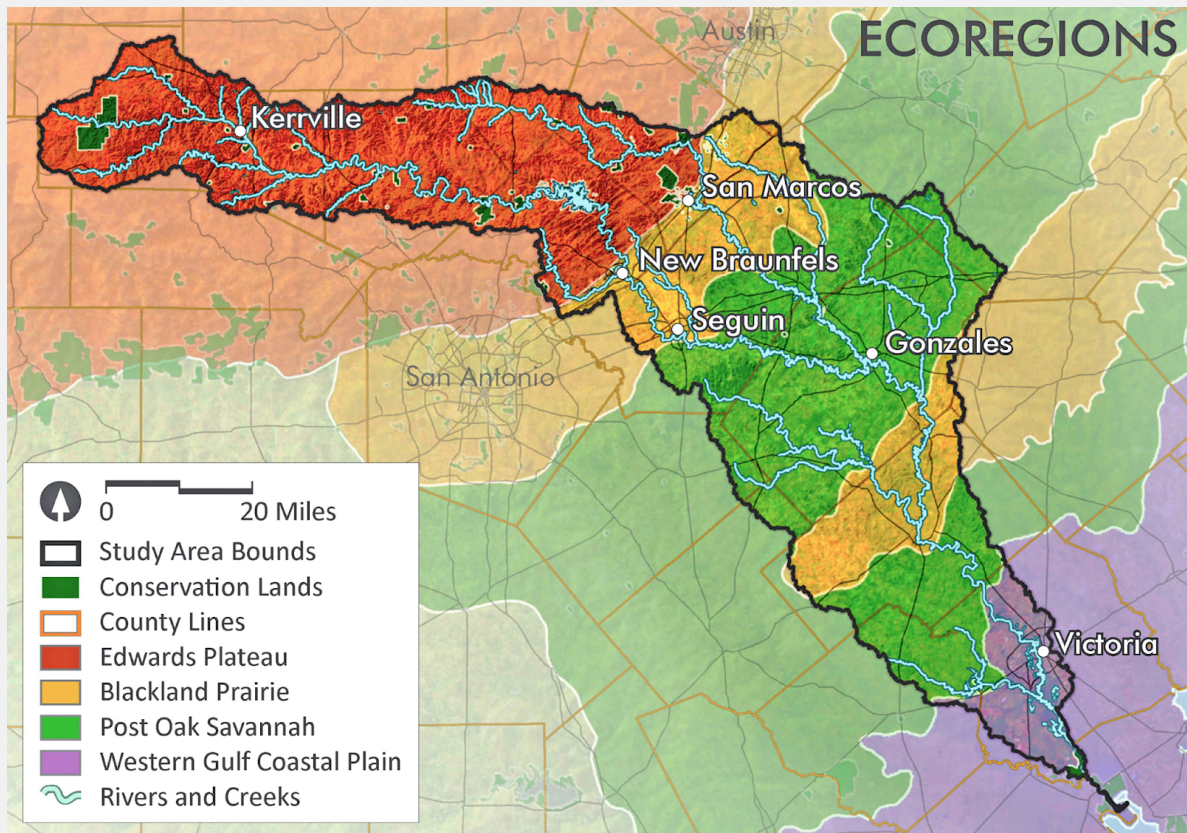 Austin
ECOREGIONS
Kerrville
San Marcos
New Braunfels
Seguin
Gonzales
San Antonio
Victoria
0 20 Miles
Study Area Bounds
Conservation Lands
County Lines
Edwards Plateau
Blackland Prairie
Post Oak Savannah
Western Gulf Coastal Plain
Rivers and Creeks